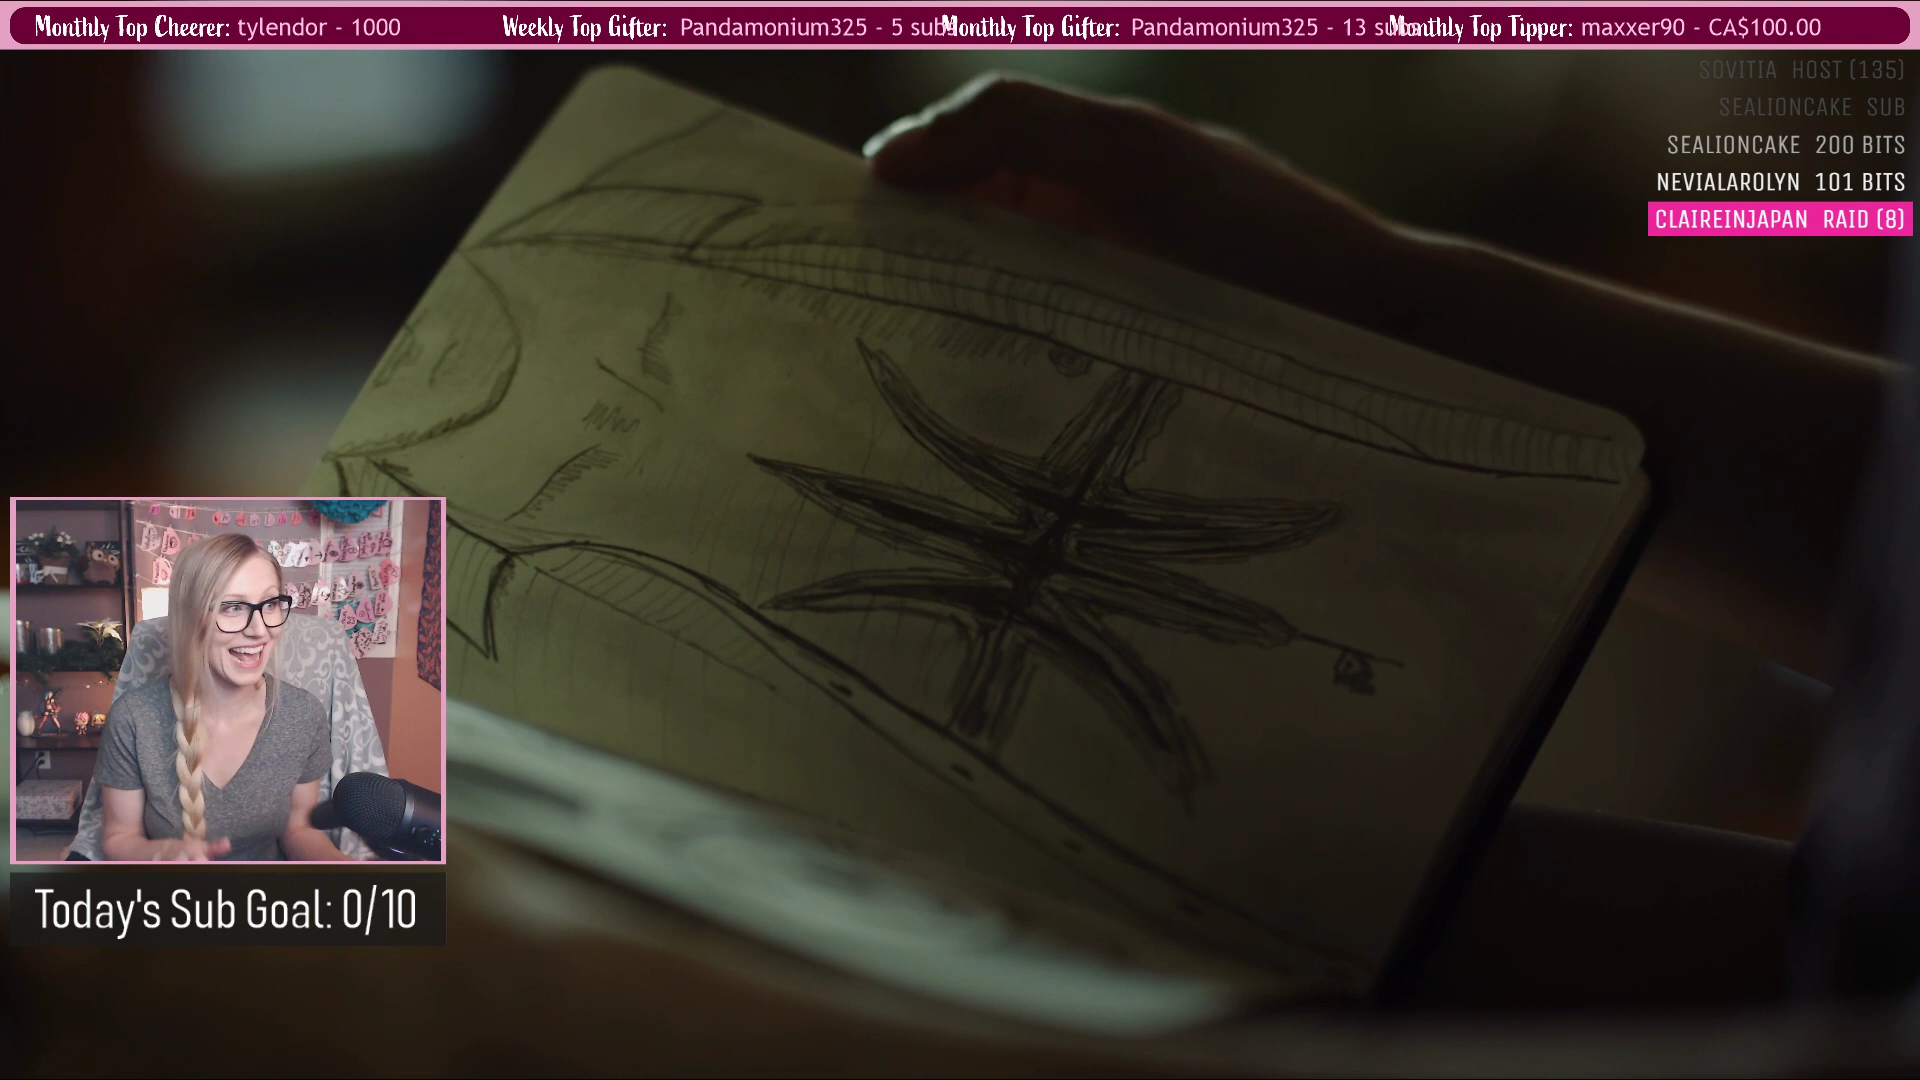 Monthly Top Cheerer: tylendor - 1000
Weekly Top Gifter: Pandamonium325 - 5 subs
Monthly Top Gifter: Pandamonium325 - 13 subs
Monthly Top Tipper: maxxer90 - CA$100.00
SOVITIA HOST (135)
SEALIONCAKE SUB
SEALIONCAKE 200 BITS
NEVIALAROLYN 101 BITS
CLAIREINJAPAN RAID (8)
Today's Sub Goal: 0/10